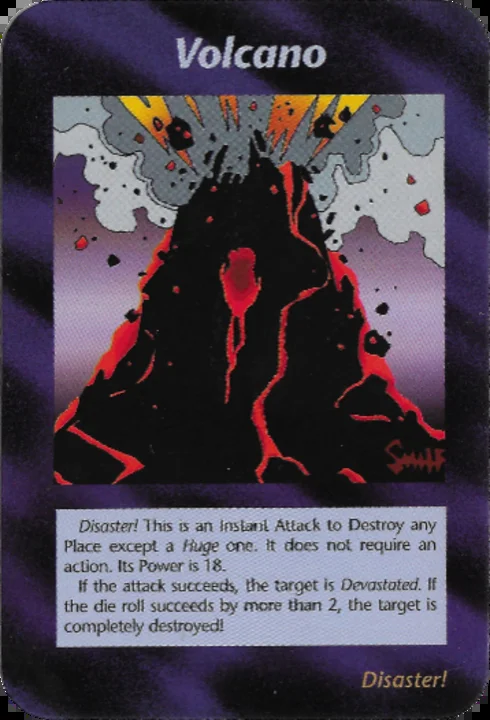 Volcano
Smith
Disaster! This is an Instant Attack to Destroy any
Place except a Huge one. It does not require an
action. Its Power is 18.
If the attack succeeds, the target is Devastated. If
the die roll succeeds by more than 2, the target is
completely destroyed!
Disaster!